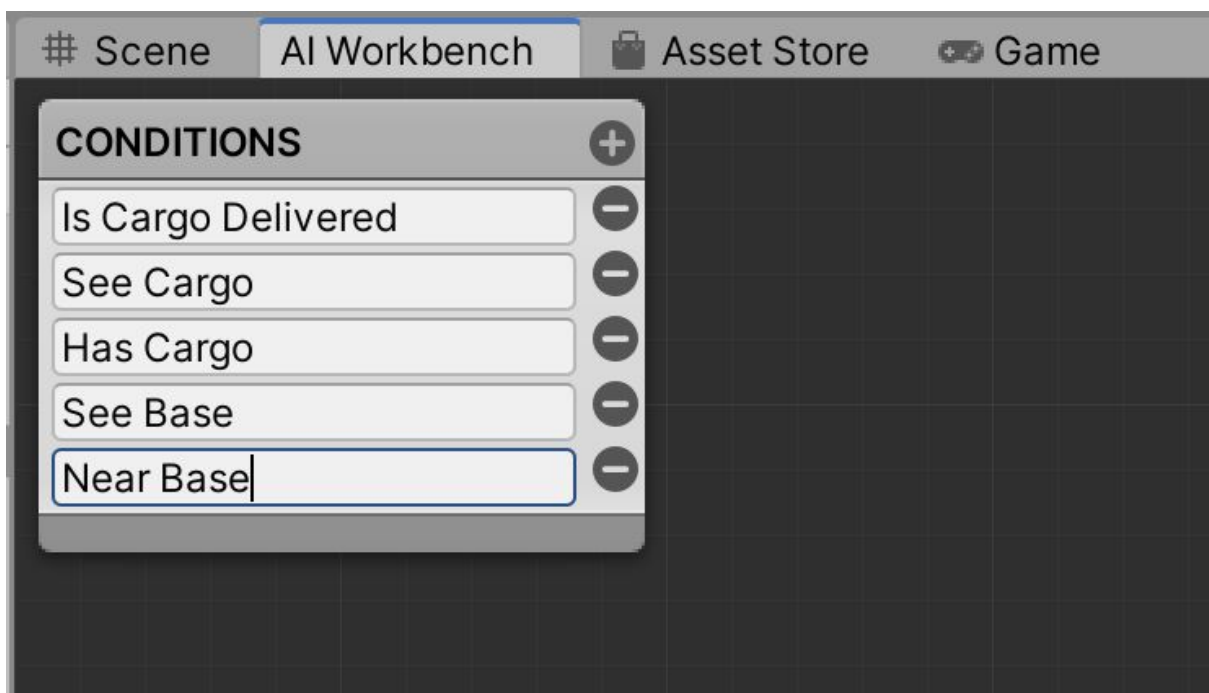 Scene AI Workbench Asset Store Game
CONDITIONS
Is Cargo Delivered
See Cargo
Has Cargo
See Base
Near Base